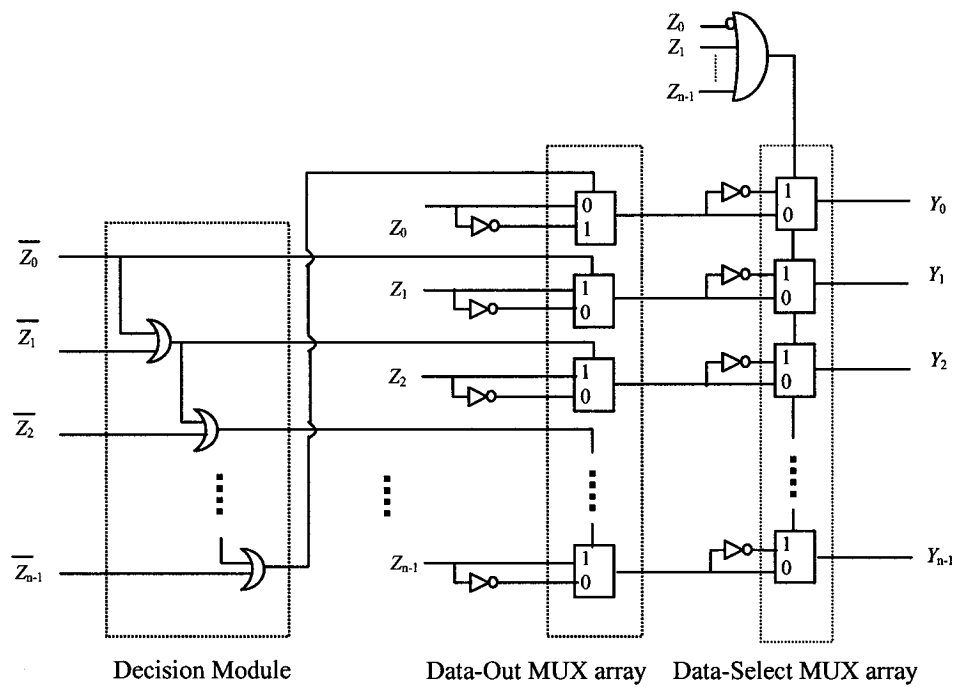 Z0
Z1
Zn-1
1
0
Y0
0
1
Z0
Z0
1
0
Y1
1
0
Z1
Z1
1
0
Y2
1
0
Z2
Z2
1
0
Yn-1
1
0
Zn-1
Zn-1
Decision Module
Data-Out MUX array
Data-Select MUX array